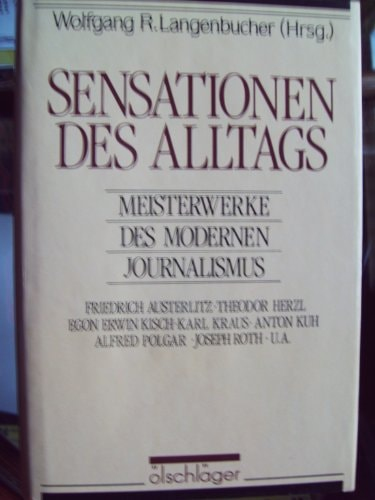 Wolfgang R. Langenbucher (Hrsg.)
SENSATIONEN
DES ALLTAGS
MEISTERWERKE
DES MODERNEN
JOURNALISMUS
FRIEDRICH AUSTERLITZ · THEODOR HERZL
EGON ERWIN KISCH · KARL KRAUS · ANTON KUH
ALFRED POLGAR · JOSEPH ROTH · U.A.
ölschläger